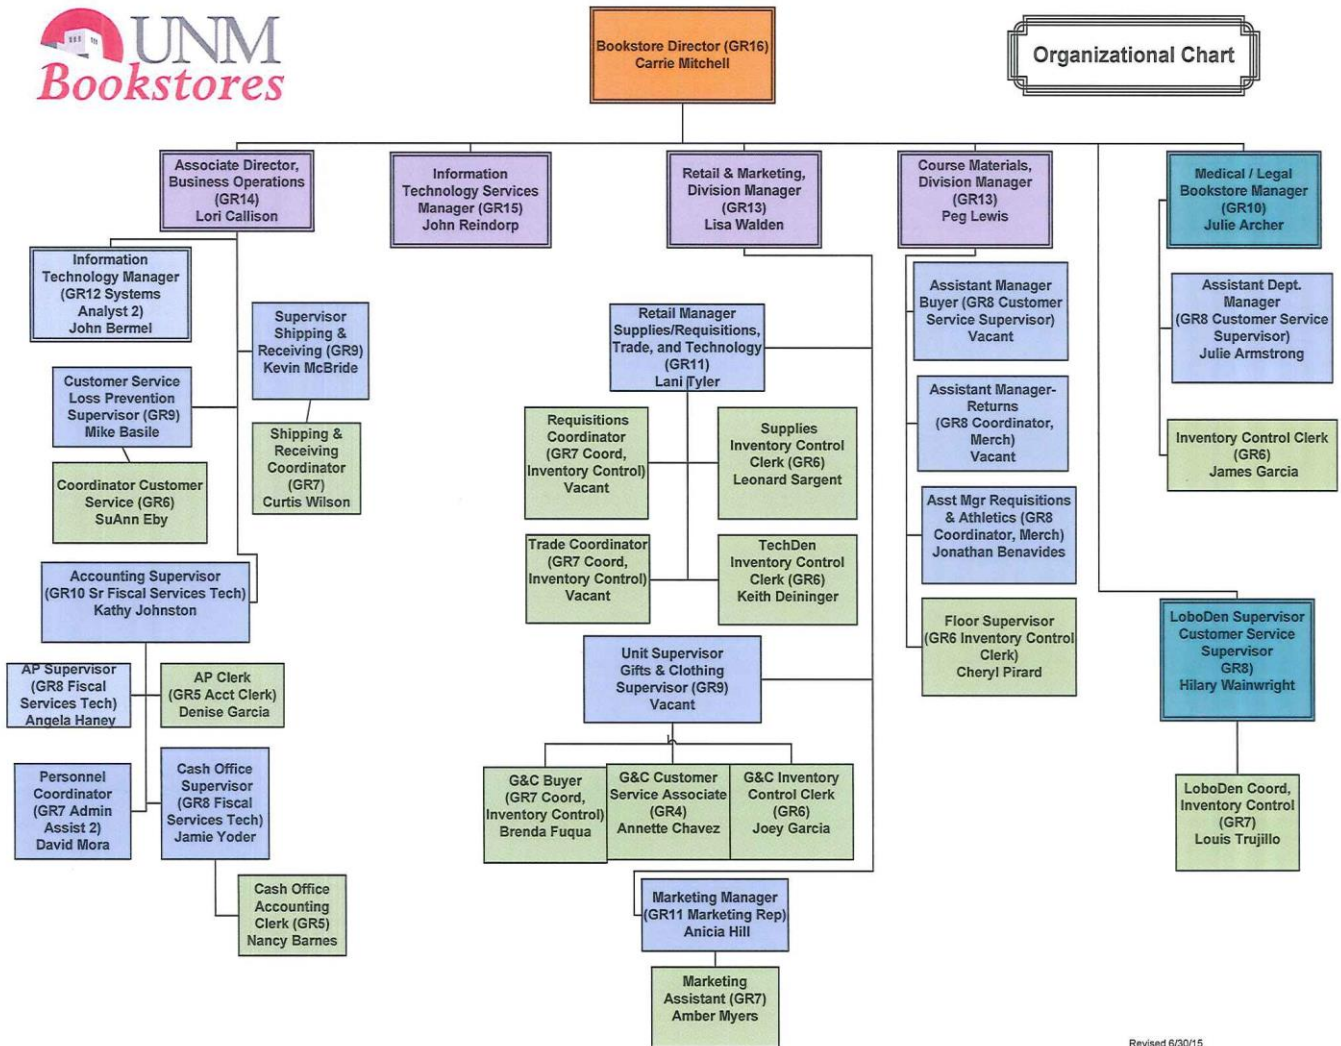 UNM
Bookstores
Bookstore Director (GR16)
Carrie Mitchell
Organizational Chart
Associate Director,
Business Operations
(GR14)
Lori Callison
Information
Technology Services
Manager (GR15)
John Reindorp
Retail & Marketing,
Division Manager
(GR13)
Lisa Walden
Course Materials,
Division Manager
(GR13)
Peg Lewis
Medical / Legal
Bookstore Manager
(GR10)
Julie Archer
Information
Technology Manager
(GR12 Systems
Analyst 2)
John Bermel
Supervisor
Shipping &
Receiving (GR9)
Kevin McBride
Customer Service
Loss Prevention
Supervisor (GR9)
Mike Basile
Shipping &
Receiving
Coordinator
(GR7)
Curtis Wilson
Coordinator Customer
Service (GR6)
SuAnn Eby
Accounting Supervisor
(GR10 Sr Fiscal Services Tech)
Kathy Johnston
AP Supervisor
(GR8 Fiscal
Services Tech)
Angela Haney
AP Clerk
(GR5 Acct Clerk)
Denise Garcia
Personnel
Coordinator
(GR7 Admin
Assist 2)
David Mora
Cash Office
Supervisor
(GR8 Fiscal
Services Tech)
Jamie Yoder
Cash Office
Accounting
Clerk (GR5)
Nancy Barnes
Retail Manager
Supplies/Requisitions,
Trade, and Technology
(GR11)
Lani Tyler
Requisitions
Coordinator
(GR7 Coord,
Inventory Control)
Vacant
Supplies
Inventory Control
Clerk (GR6)
Leonard Sargent
Trade Coordinator
(GR7 Coord,
Inventory Control)
Vacant
TechDen
Inventory Control
Clerk (GR6)
Keith Deininger
Unit Supervisor
Gifts & Clothing
Supervisor (GR9)
Vacant
G&C Buyer
(GR7 Coord,
Inventory Control)
Brenda Fuqua
G&C Customer
Service Associate
(GR4)
Annette Chavez
G&C Inventory
Control Clerk
(GR6)
Joey Garcia
Marketing Manager
(GR11 Marketing Rep)
Anicia Hill
Marketing
Assistant (GR7)
Amber Myers
Assistant Manager
Buyer (GR8 Customer
Service Supervisor)
Vacant
Assistant Manager-
Returns
(GR8 Coordinator,
Merch)
Vacant
Asst Mgr Requisitions
& Athletics (GR8
Coordinator, Merch)
Jonathan Benavides
Floor Supervisor
(GR6 Inventory Control
Clerk)
Cheryl Pirard
Assistant Dept.
Manager
(GR8 Customer Service
Supervisor)
Julie Armstrong
Inventory Control Clerk
(GR6)
James Garcia
LoboDen Supervisor
Customer Service
Supervisor
GR8)
Hilary Wainwright
LoboDen Coord,
Inventory Control
(GR7)
Louis Trujillo
Revised 6/30/15